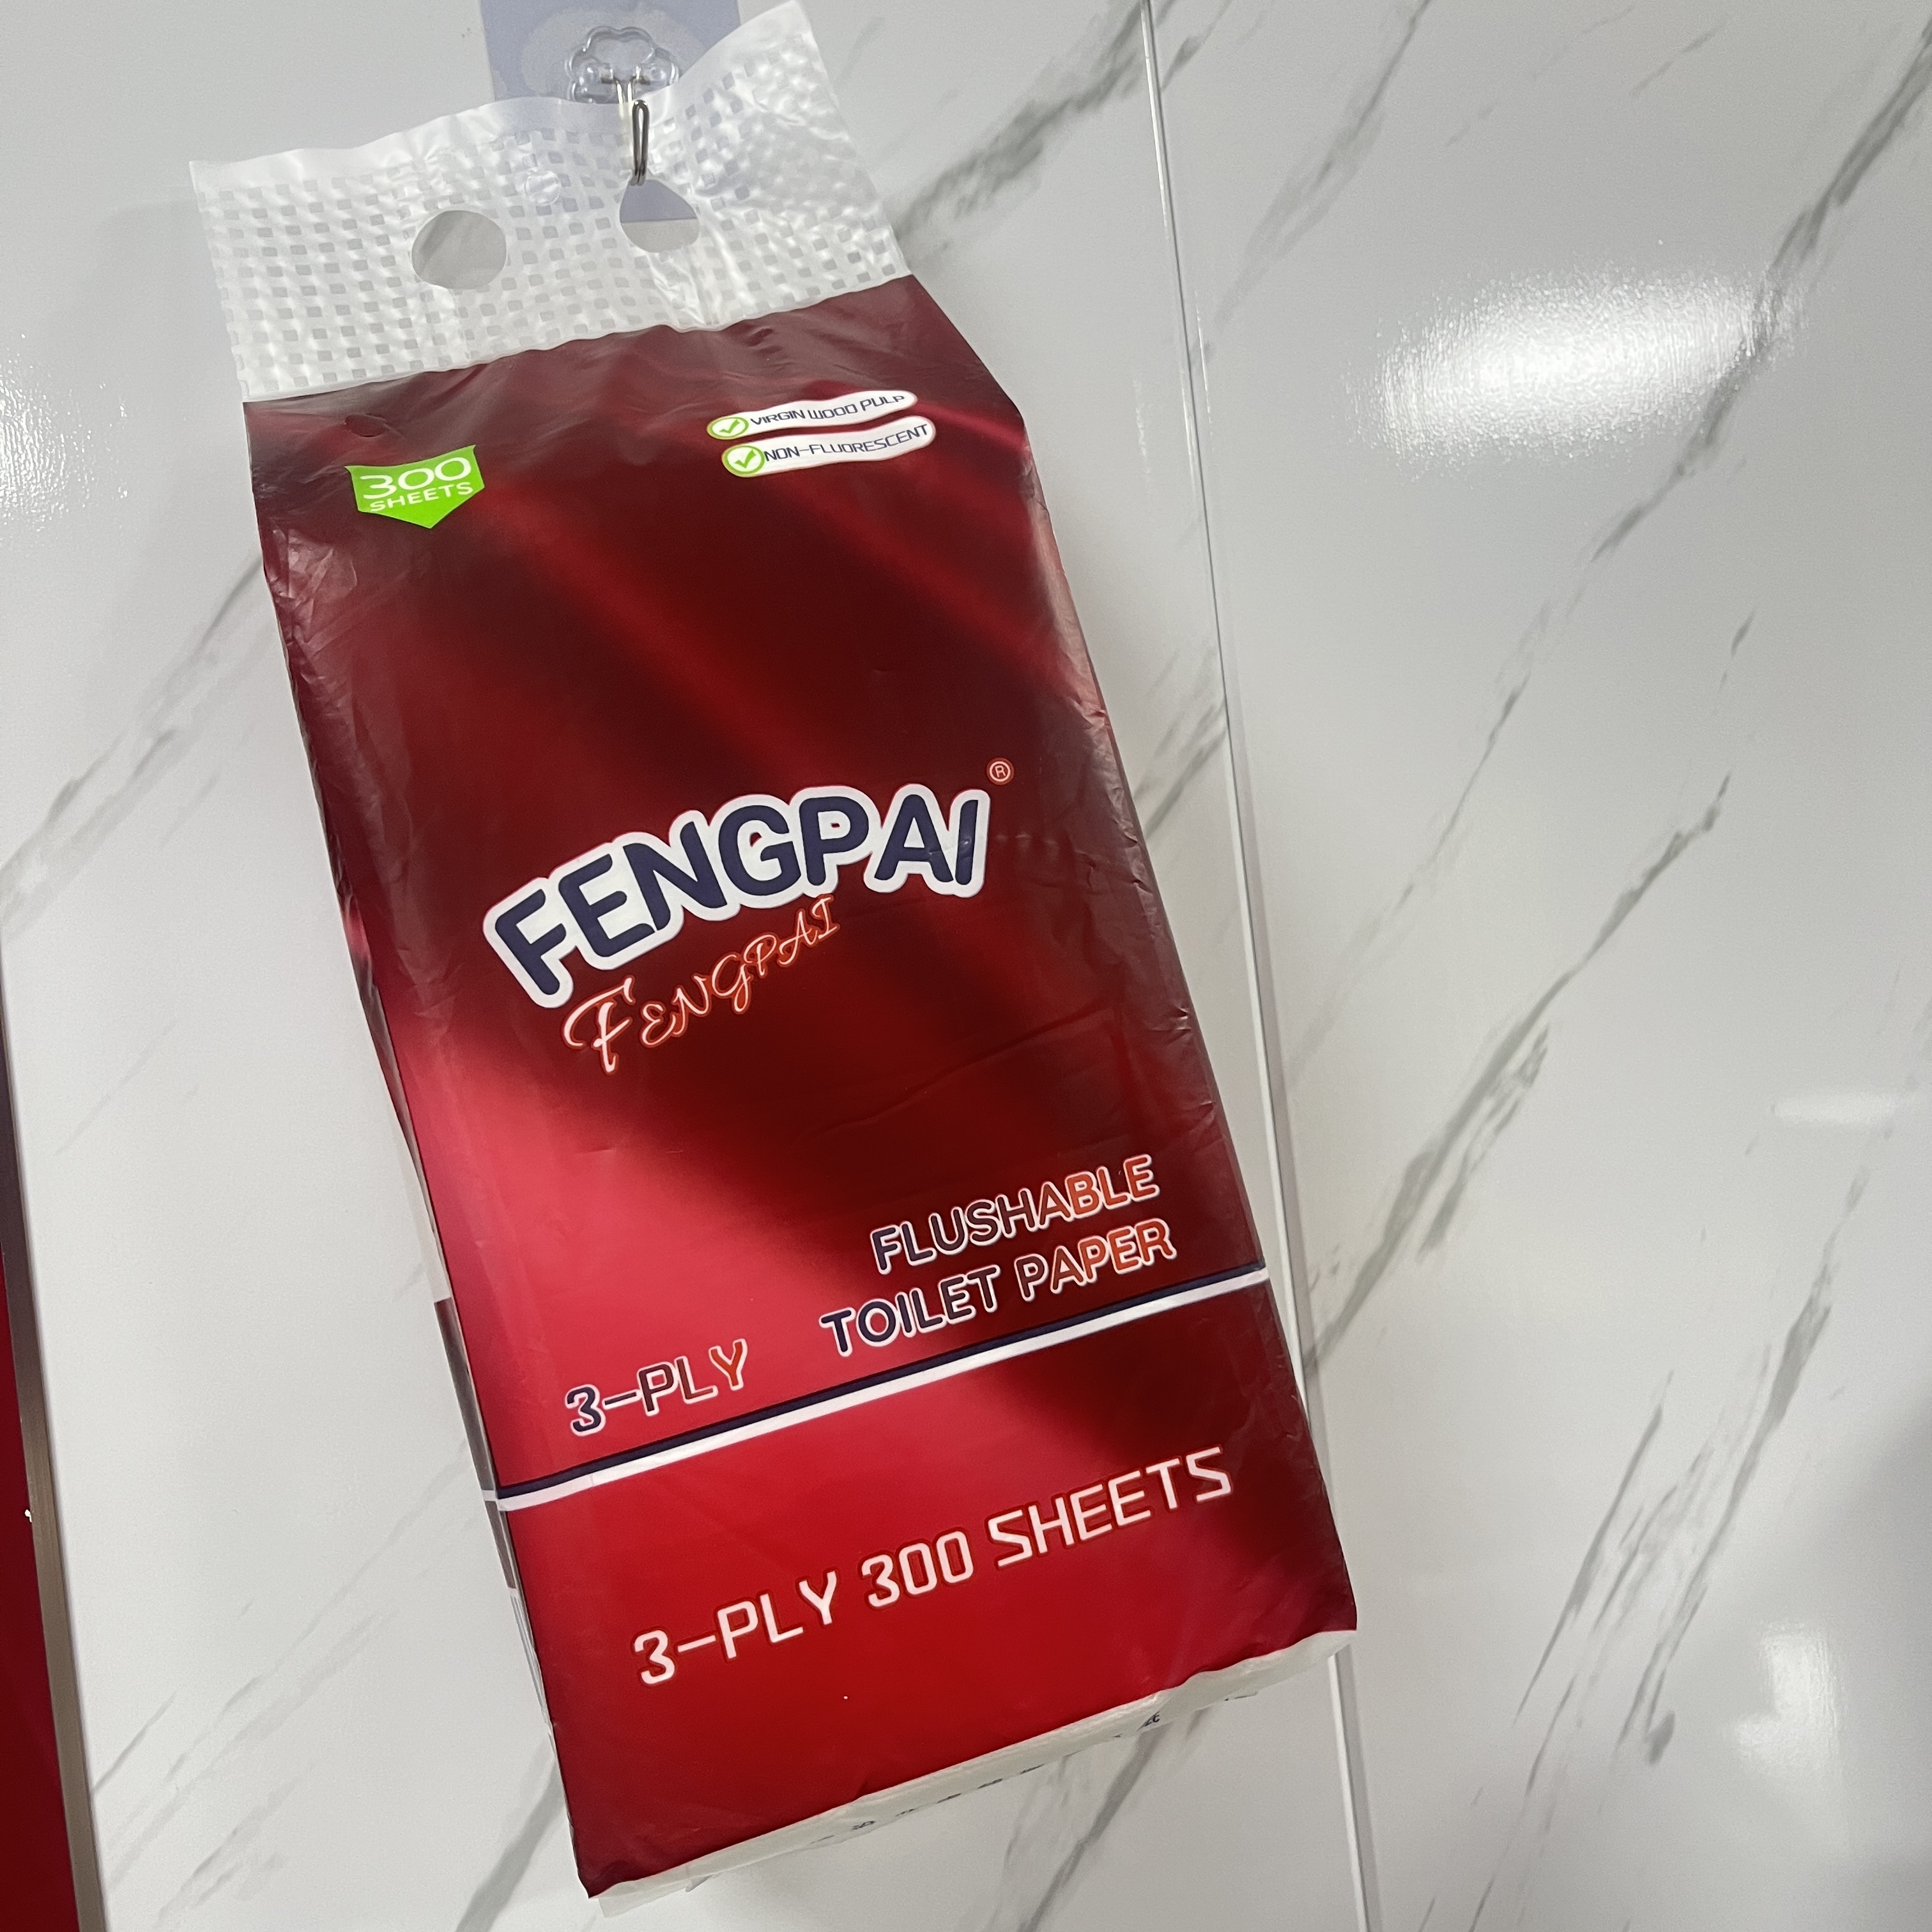 300
SHEETS
VIRGIN WOOD PULP
NON-FLUORESCENT
FENGPAI®
FENGPAI
FLUSHABLE
TOILET PAPER
3-PLY
3-PLY 300 SHEETS